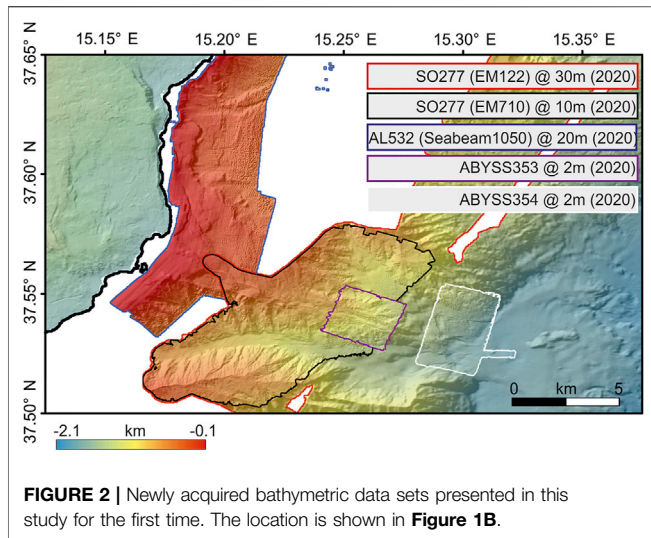 15.15° E 15.20° E 15.25° E 15.30° E 15.35° E
37.65° N
37.60° N
37.55° N
37.50° N
SO277 (EM122) @ 30m (2020)
SO277 (EM710) @ 10m (2020)
AL532 (Seabeam1050) @ 20m (2020)
ABYSS353 @ 2m (2020)
ABYSS354 @ 2m (2020)
0 km 5
-2.1 km -0.1
FIGURE 2 | Newly acquired bathymetric data sets presented in this
study for the first time. The location is shown in Figure 1B.